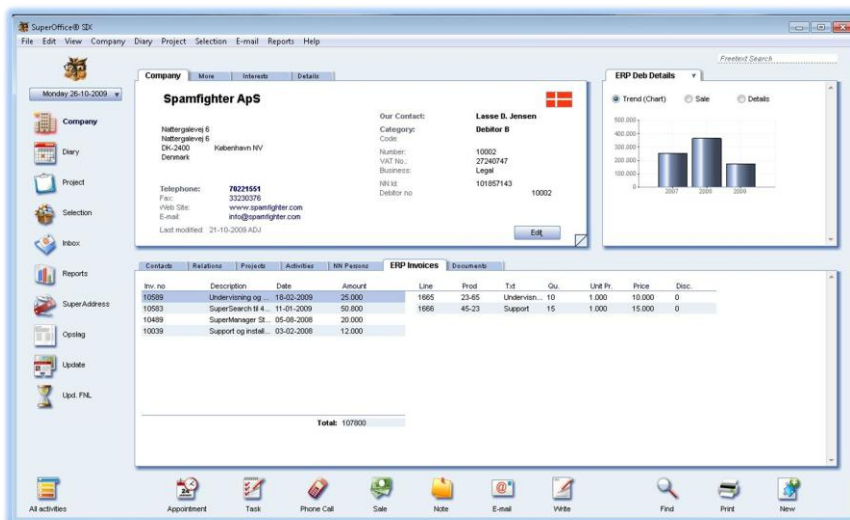 SuperOffice® SIX
File Edit View Company Diary Project Selection E-mail Reports Help
Freetext Search
Monday 26-10-2009
Company
Diary
Project
Selection
Inbox
Reports
SuperAddress
Opslag
Update
Upd. FNL
Company More Interests Details
Spamfighter ApS
Nattergalevej 6
Nattergalevej 6
DK-2400 København NV
Denmark
Telephone: 70221551
Fax: 33230376
Web Site: www.spamfighter.com
E-mail: info@spamfighter.com
Last modified: 21-10-2009 ADJ
Our Contact: Lasse D. Jensen
Category: Debitor B
Code:
Number: 10002
VAT No.: 27240747
Business: Legal
NN Id: 101857143
Debitor no 10002
Edit
ERP Deb Details
Trend (Chart) Sale Details
500.000
400.000
300.000
200.000
100.000
0
2007 2008 2009
Contacts Relations Projects Activities NN Persons ERP Invoices Documents
Inv. no Description Date Amount
10589 Undervisning og ... 18-02-2009 25.000
10583 SuperSearch til 4... 11-01-2009 50.800
10489 SuperManager St... 05-08-2008 20.000
10039 Support og install... 03-02-2008 12.000
Total: 107800
Line Prod Txt Qu. Unit Pr. Price Disc.
1665 23-65 Undervisn... 10 1.000 10.000 0
1666 45-23 Support 15 1.000 15.000 0
All activities
Appointment
Task
Phone Call
Sale
Note
E-mail
Write
Find
Print
New